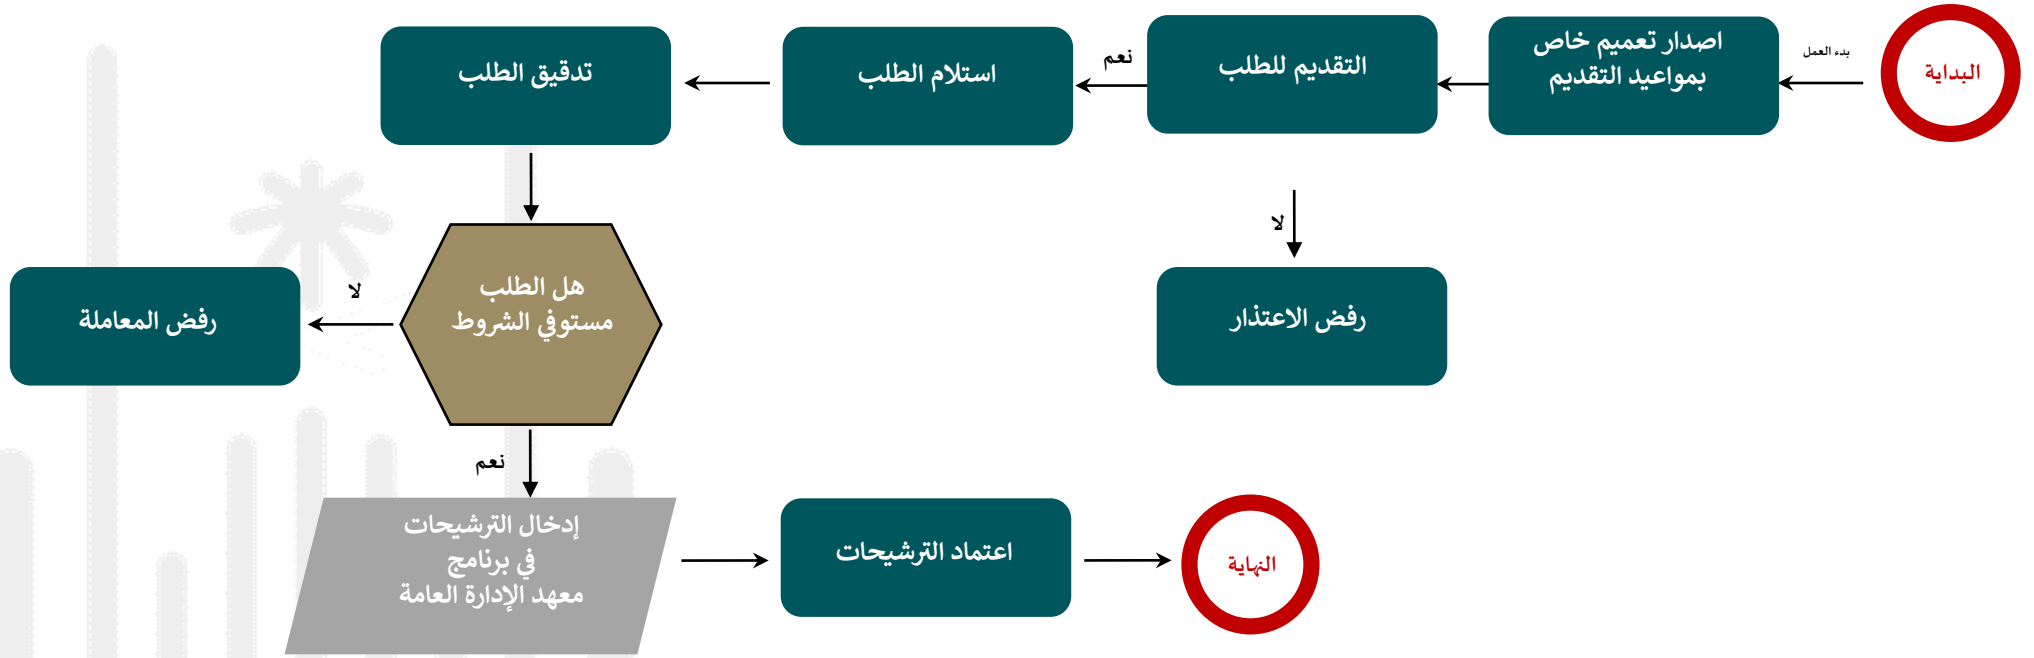 البداية
بدء العمل
اصدار تعميم خاص
بمواعيد التقديم
التقديم للطلب
نعم
استلام الطلب
تدقيق الطلب
لا
رفض الاعتذار
هل الطلب
مستوفي الشروط
لا
رفض المعاملة
نعم
إدخال الترشيحات
في برنامج
معهد الإدارة العامة
اعتماد الترشيحات
النهاية